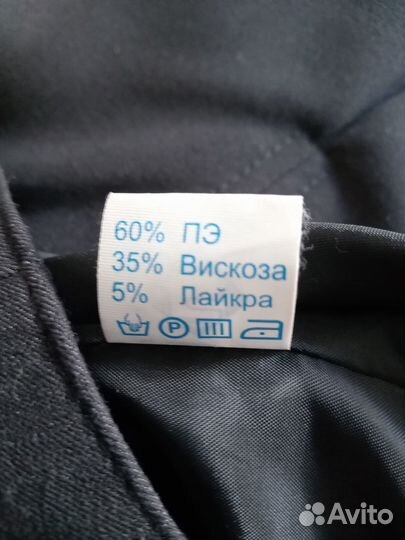 60% ПЭ
35% Вискоза
5% Лайкра
P
Avito